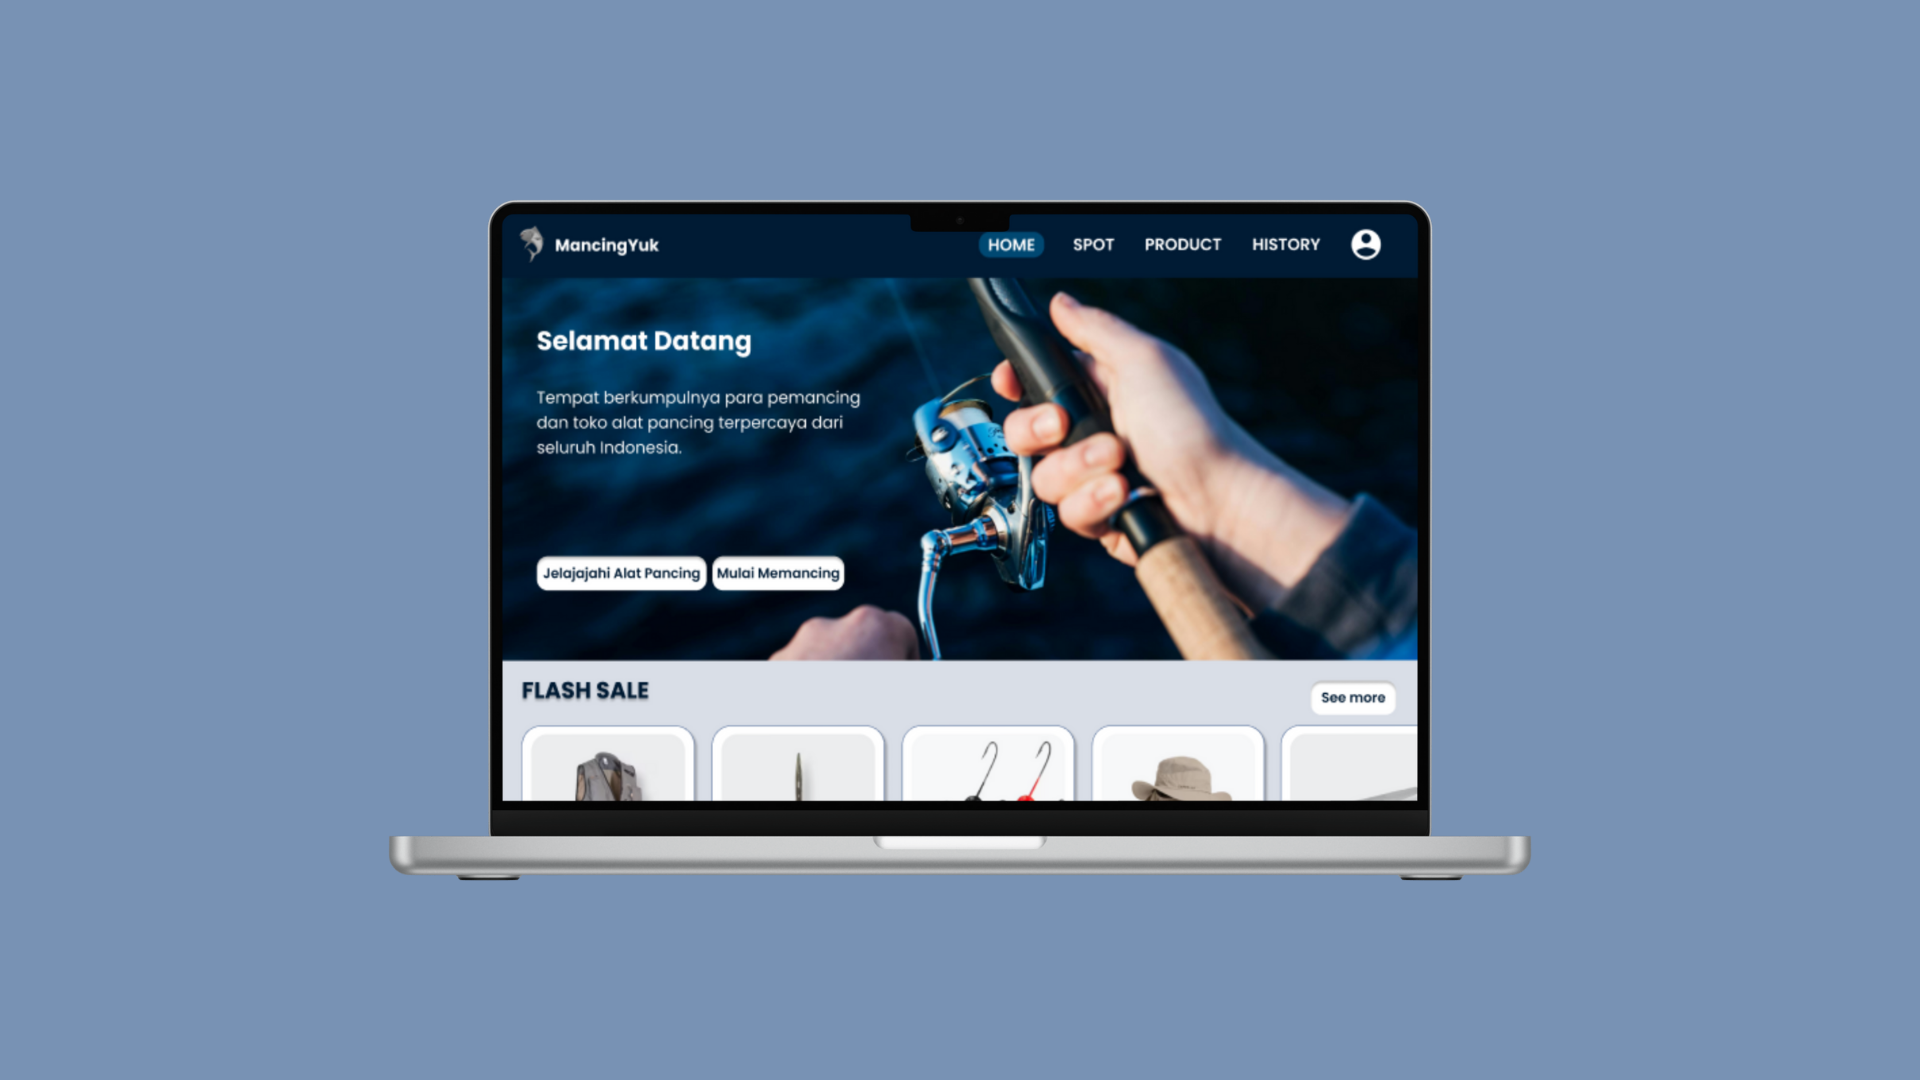 MancingYuk
HOME
SPOT
PRODUCT
HISTORY
Selamat Datang
Tempat berkumpulnya para pemancing
dan toko alat pancing terpercaya dari
seluruh Indonesia.
Jelajajahi Alat Pancing
Mulai Memancing
FLASH SALE
See more